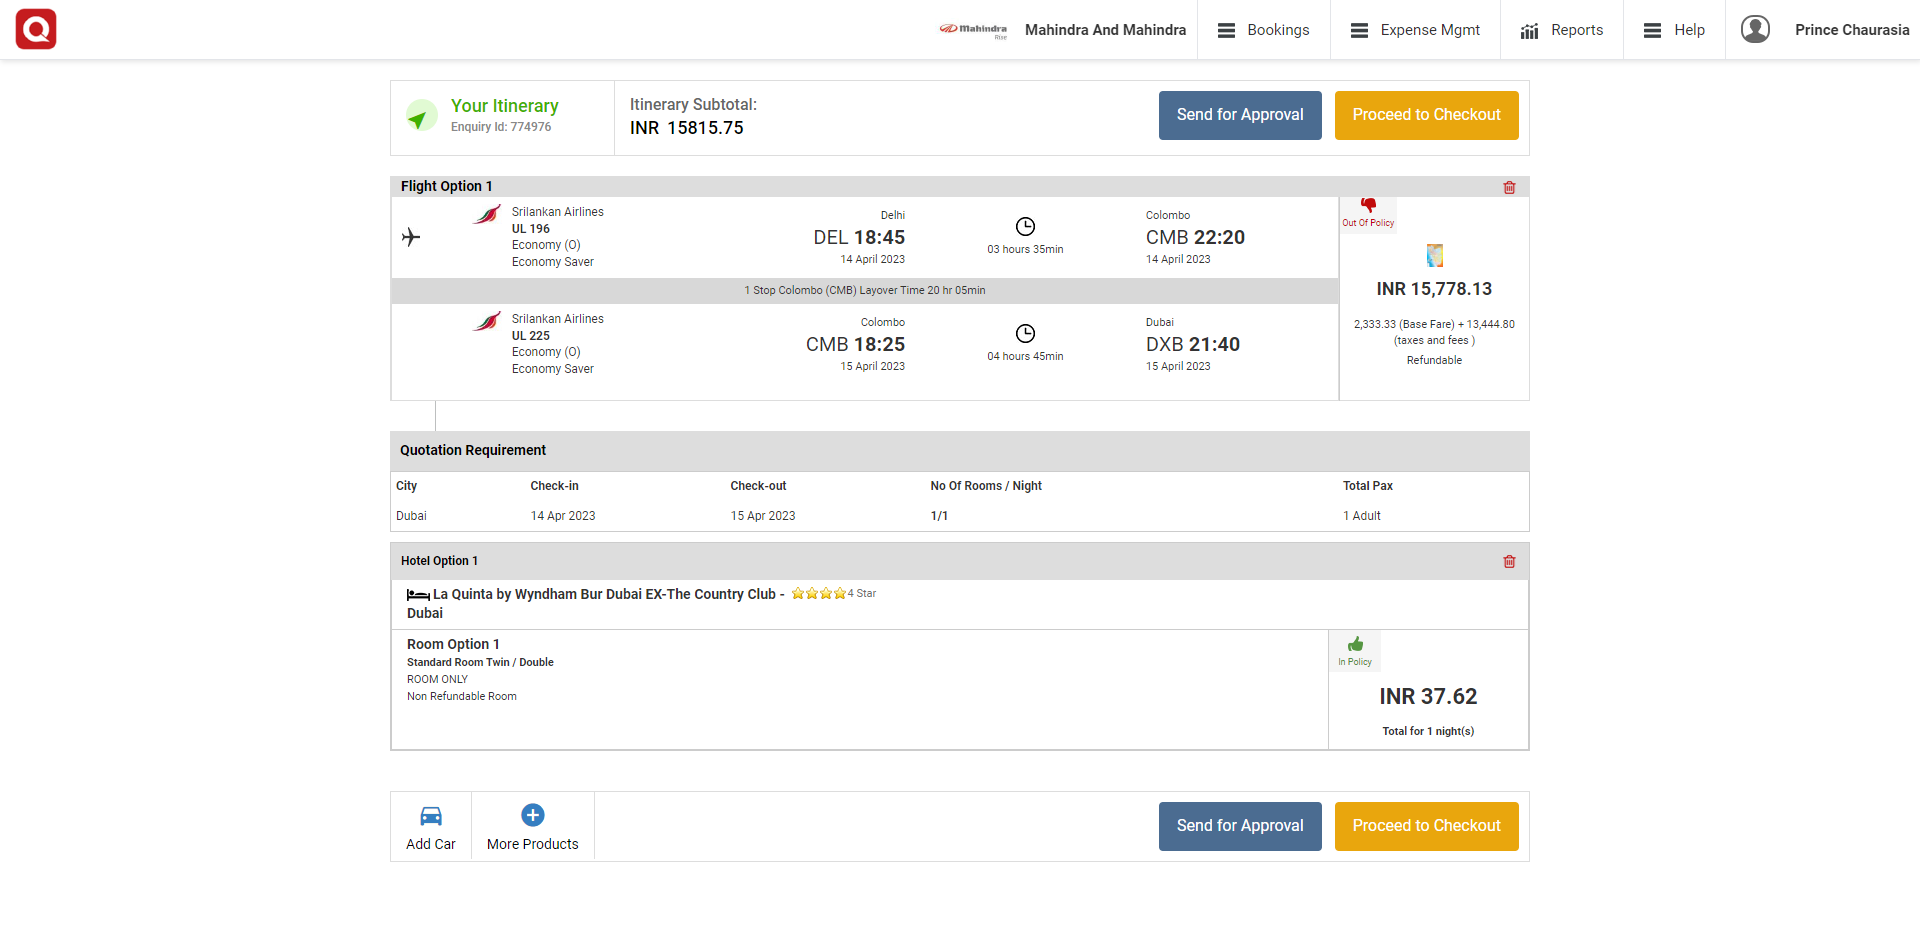 Q
Mahindra
Rise
Mahindra And Mahindra
Bookings
Expense Mgmt
Reports
Help
Prince Chaurasia
Your Itinerary
Enquiry Id: 774976
Itinerary Subtotal:
INR 15815.75
Send for Approval
Proceed to Checkout
Flight Option 1
Srilankan Airlines
UL 196
Economy (O)
Economy Saver
Delhi
DEL 18:45
14 April 2023
03 hours 35min
Colombo
CMB 22:20
14 April 2023
1 Stop Colombo (CMB) Layover Time 20 hr 05min
Srilankan Airlines
UL 225
Economy (O)
Economy Saver
Colombo
CMB 18:25
15 April 2023
04 hours 45min
Dubai
DXB 21:40
15 April 2023
Out Of Policy
INR 15,778.13
2,333.33 (Base Fare) + 13,444.80
(taxes and fees )
Refundable
Quotation Requirement
City Check-in Check-out No Of Rooms / Night Total Pax
Dubai 14 Apr 2023 15 Apr 2023 1/1 1 Adult
Hotel Option 1
La Quinta by Wyndham Bur Dubai EX-The Country Club - 4 Star
Dubai
Room Option 1
Standard Room Twin / Double
ROOM ONLY
Non Refundable Room
In Policy
INR 37.62
Total for 1 night(s)
Add Car
More Products
Send for Approval
Proceed to Checkout